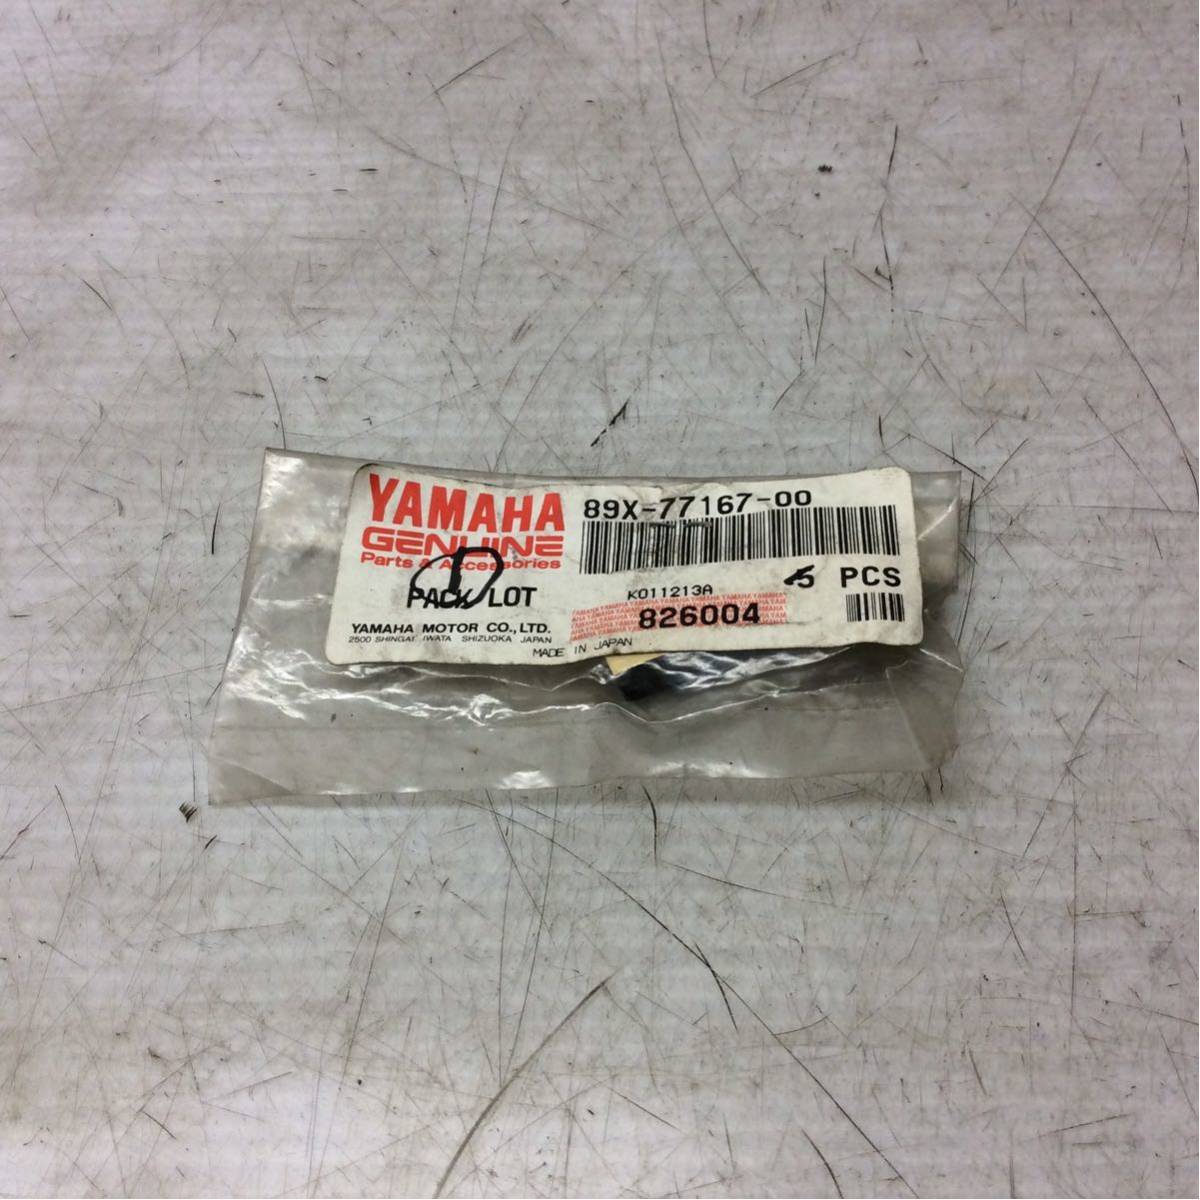 YAMAHA
GENUINE
Parts & Accessories
1
PACK LOT
YAMAHA MOTOR CO., LTD.
2500 SHINGAI IWATA SHIZUOKA JAPAN
89X-77167-00
5 PCS
K011213A
826004
MADE IN JAPAN